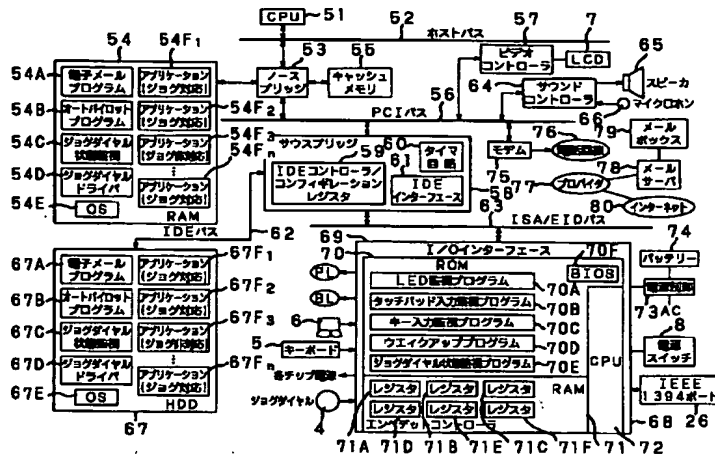 CPU
51
52
ホストバス
57
7
ビデオ
コントローラ
LCD
65
スピーカ
64
サウンド
コントローラ
66
マイクロホン
53
ノース
ブリッジ
55
キャッシュ
メモリ
54
54F1
54A
電子メール
プログラム
アプリケーション
(ジョグ対応)
54B
オートパイロット
プログラム
アプリケーション
54F2
54C
ジョグダイヤル
状態監視
54F3
アプリケーション
54D
ジョグダイヤル
ドライバ
54Fn
アプリケーション
(ジョグ対応)
54E
OS
RAM
PCIバス
56
サウスブリッジ
59
60
タイマ
回路
IDEコントローラ/
コンフィギレーション
レジスタ
61
IDE
インターフェース
58
モデム
75
76
79
メール
ボックス
78
メール
サーバ
77
プロバイダ
80
インターネット
63
ISA/EIDバス
IDEバス
62
67A
電子メール
プログラム
67F1
アプリケーション
(ジョグ対応)
67B
オートパイロット
プログラム
67F2
アプリケーション
(ジョグ対応)
67C
ジョグダイヤル
状態監視
67F3
アプリケーション
67D
ジョグダイヤル
ドライバ
67Fn
アプリケーション
(ジョグ対応)
67E
OS
HDD
67
69
I/Oインターフェース
70
ROM
70F
BIOS
LED監視プログラム
70A
タッチパッド入力監視プログラム
70B
キー入力監視プログラム
70C
ウエイクアッププログラム
70D
ジョグダイヤル状態監視プログラム
70E
PL
BL
6
5
キーボード
各チップ電源
ジョグダイヤル
4
レジスタ
レジスタ
レジスタ
RAM
レジスタ
レジスタ
レジスタ
71A
71D
71B
71E
71C
71F
71
72
CPU
エンベデットコントローラ
68
74
バッテリー
73
AC
8
電源
スイッチ
IEEE
1394ポート
26